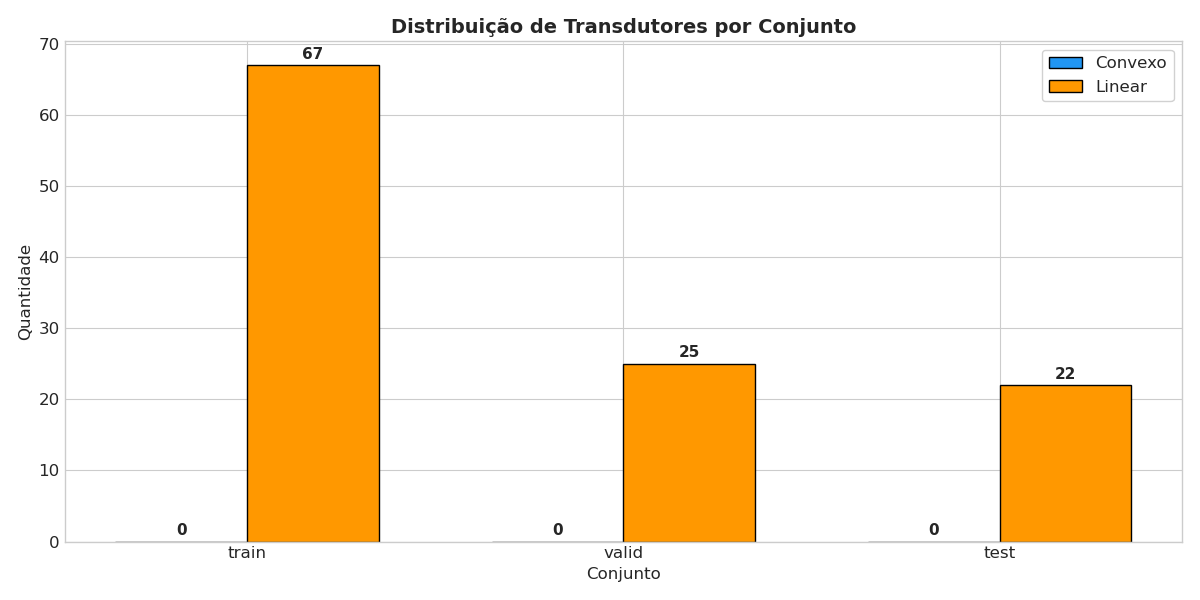 Distribuição de Transdutores por Conjunto
Convexo
Linear
Quantidade
70
60
50
40
30
20
10
0
0
67
0
25
0
22
train
valid
test
Conjunto